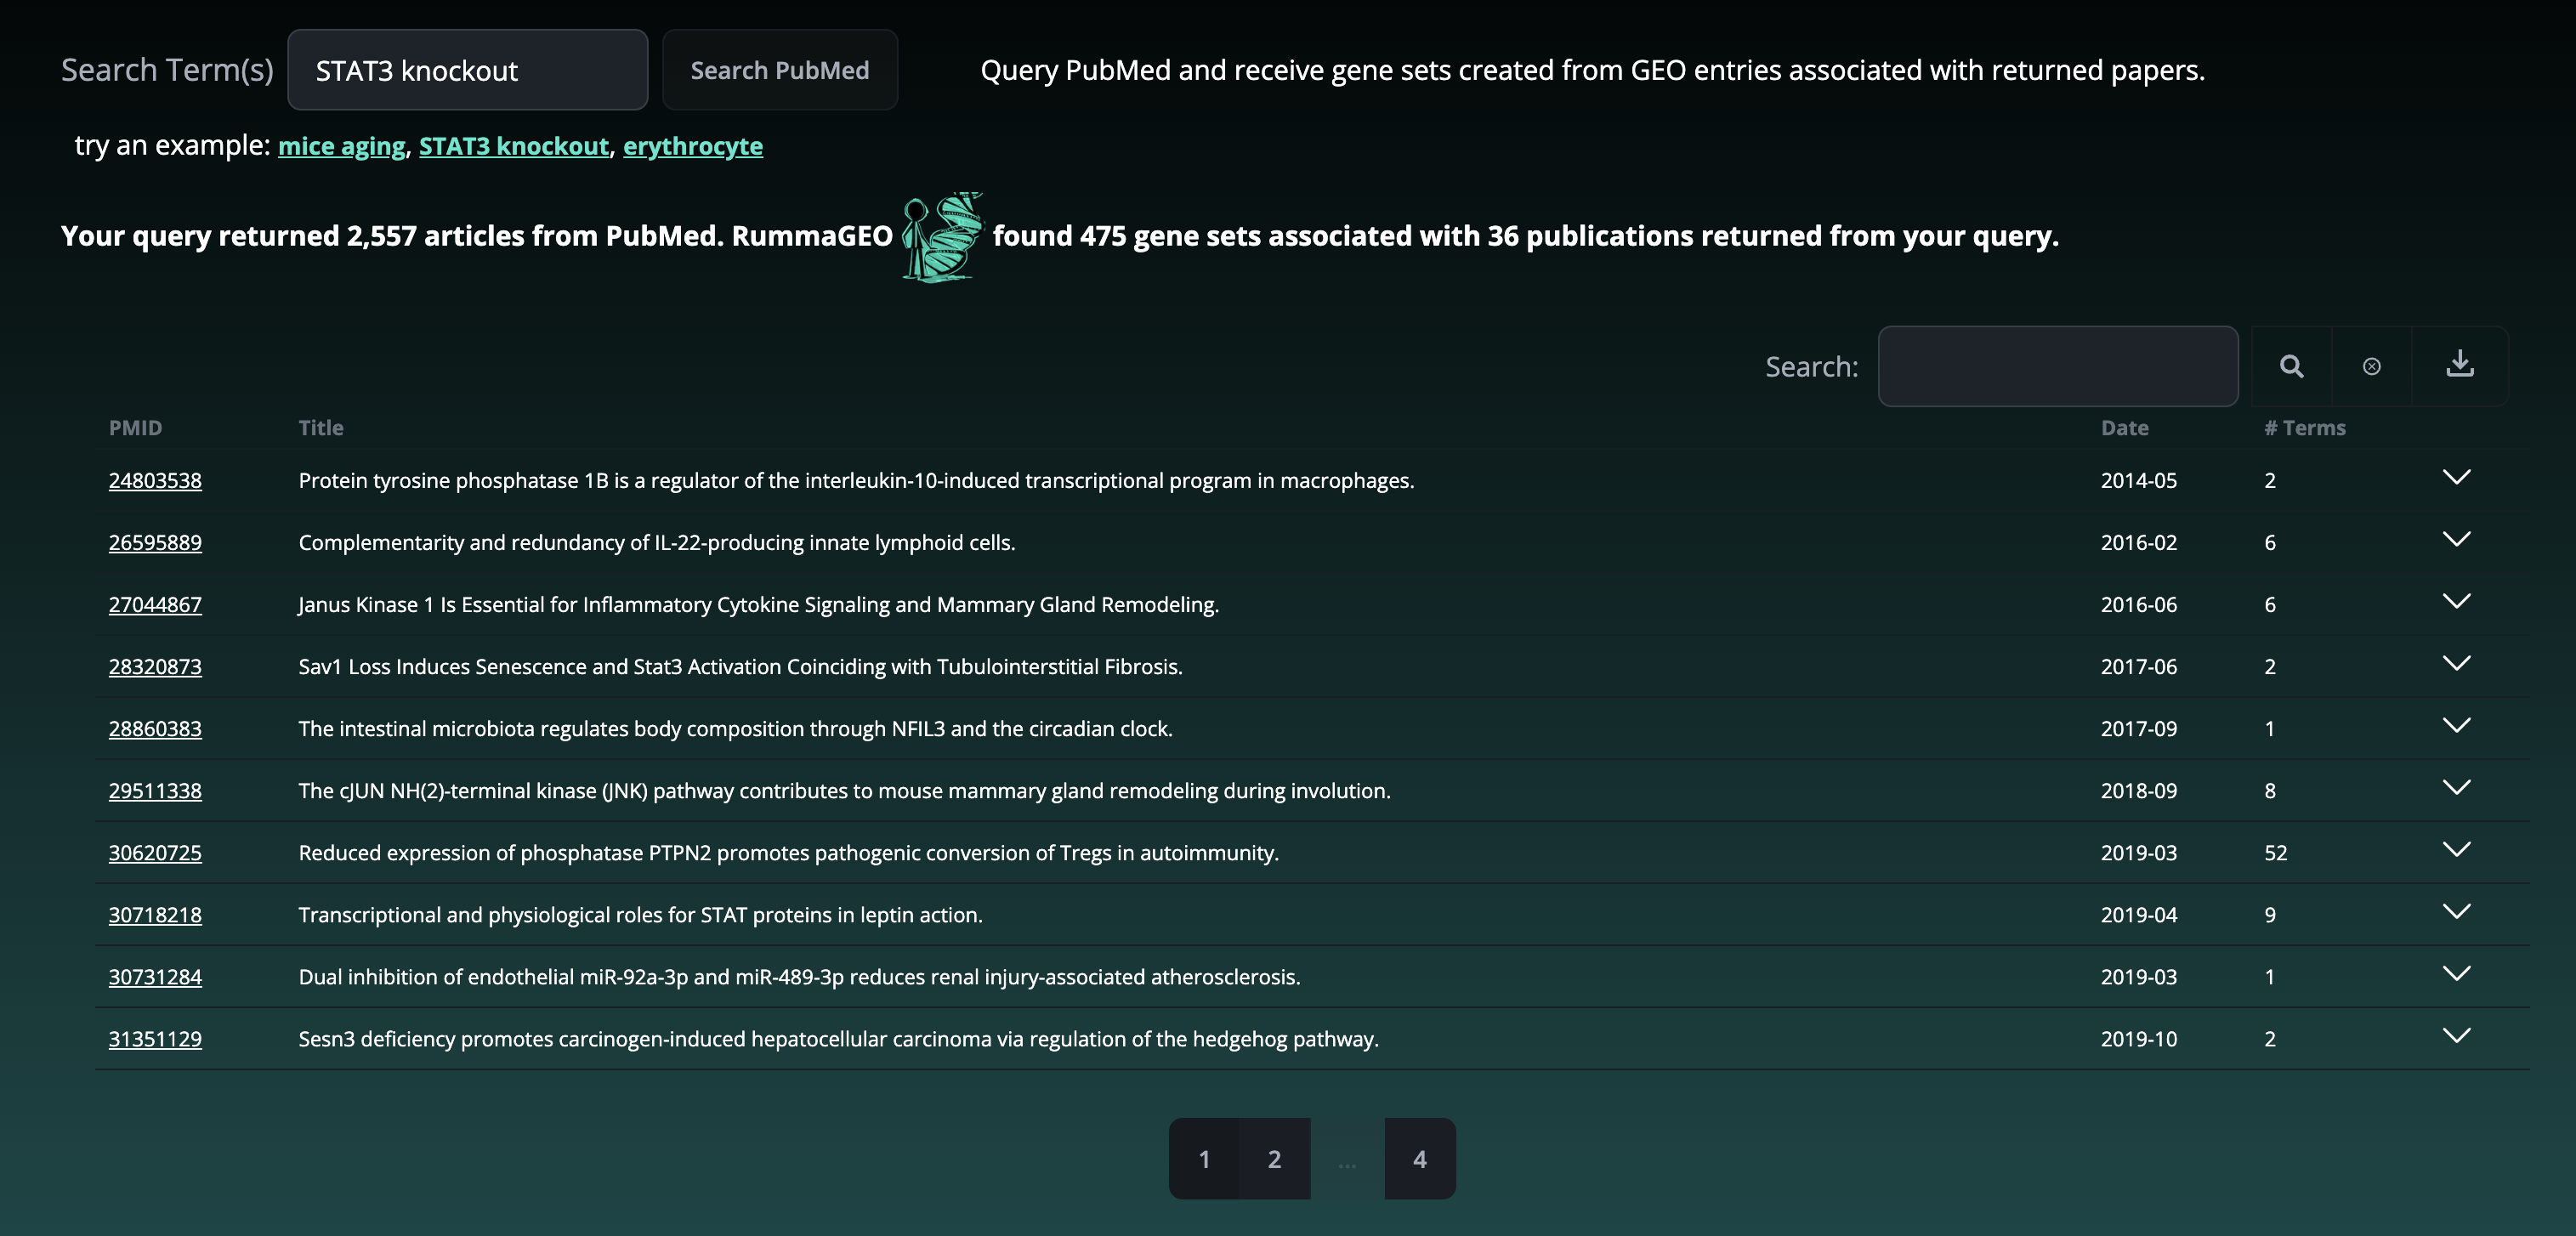 Search Term(s) STAT3 knockout Search PubMed Query PubMed and receive gene sets created from GEO entries associated with returned papers.
try an example: mice aging, STAT3 knockout, erythrocyte
Your query returned 2,557 articles from PubMed. RummaGEO found 475 gene sets associated with 36 publications returned from your query.
Search:
PMID Title Date # Terms
24803538 Protein tyrosine phosphatase 1B is a regulator of the interleukin-10-induced transcriptional program in macrophages. 2014-05 2
26595889 Complementarity and redundancy of IL-22-producing innate lymphoid cells. 2016-02 6
27044867 Janus Kinase 1 Is Essential for Inflammatory Cytokine Signaling and Mammary Gland Remodeling. 2016-06 6
28320873 Sav1 Loss Induces Senescence and Stat3 Activation Coinciding with Tubulointerstitial Fibrosis. 2017-06 2
28860383 The intestinal microbiota regulates body composition through NFIL3 and the circadian clock. 2017-09 1
29511338 The cJUN NH(2)-terminal kinase (JNK) pathway contributes to mouse mammary gland remodeling during involution. 2018-09 8
30620725 Reduced expression of phosphatase PTPN2 promotes pathogenic conversion of Tregs in autoimmunity. 2019-03 52
30718218 Transcriptional and physiological roles for STAT proteins in leptin action. 2019-04 9
30731284 Dual inhibition of endothelial miR-92a-3p and miR-489-3p reduces renal injury-associated atherosclerosis. 2019-03 1
31351129 Sesn3 deficiency promotes carcinogen-induced hepatocellular carcinoma via regulation of the hedgehog pathway. 2019-10 2
1 2 ... 4